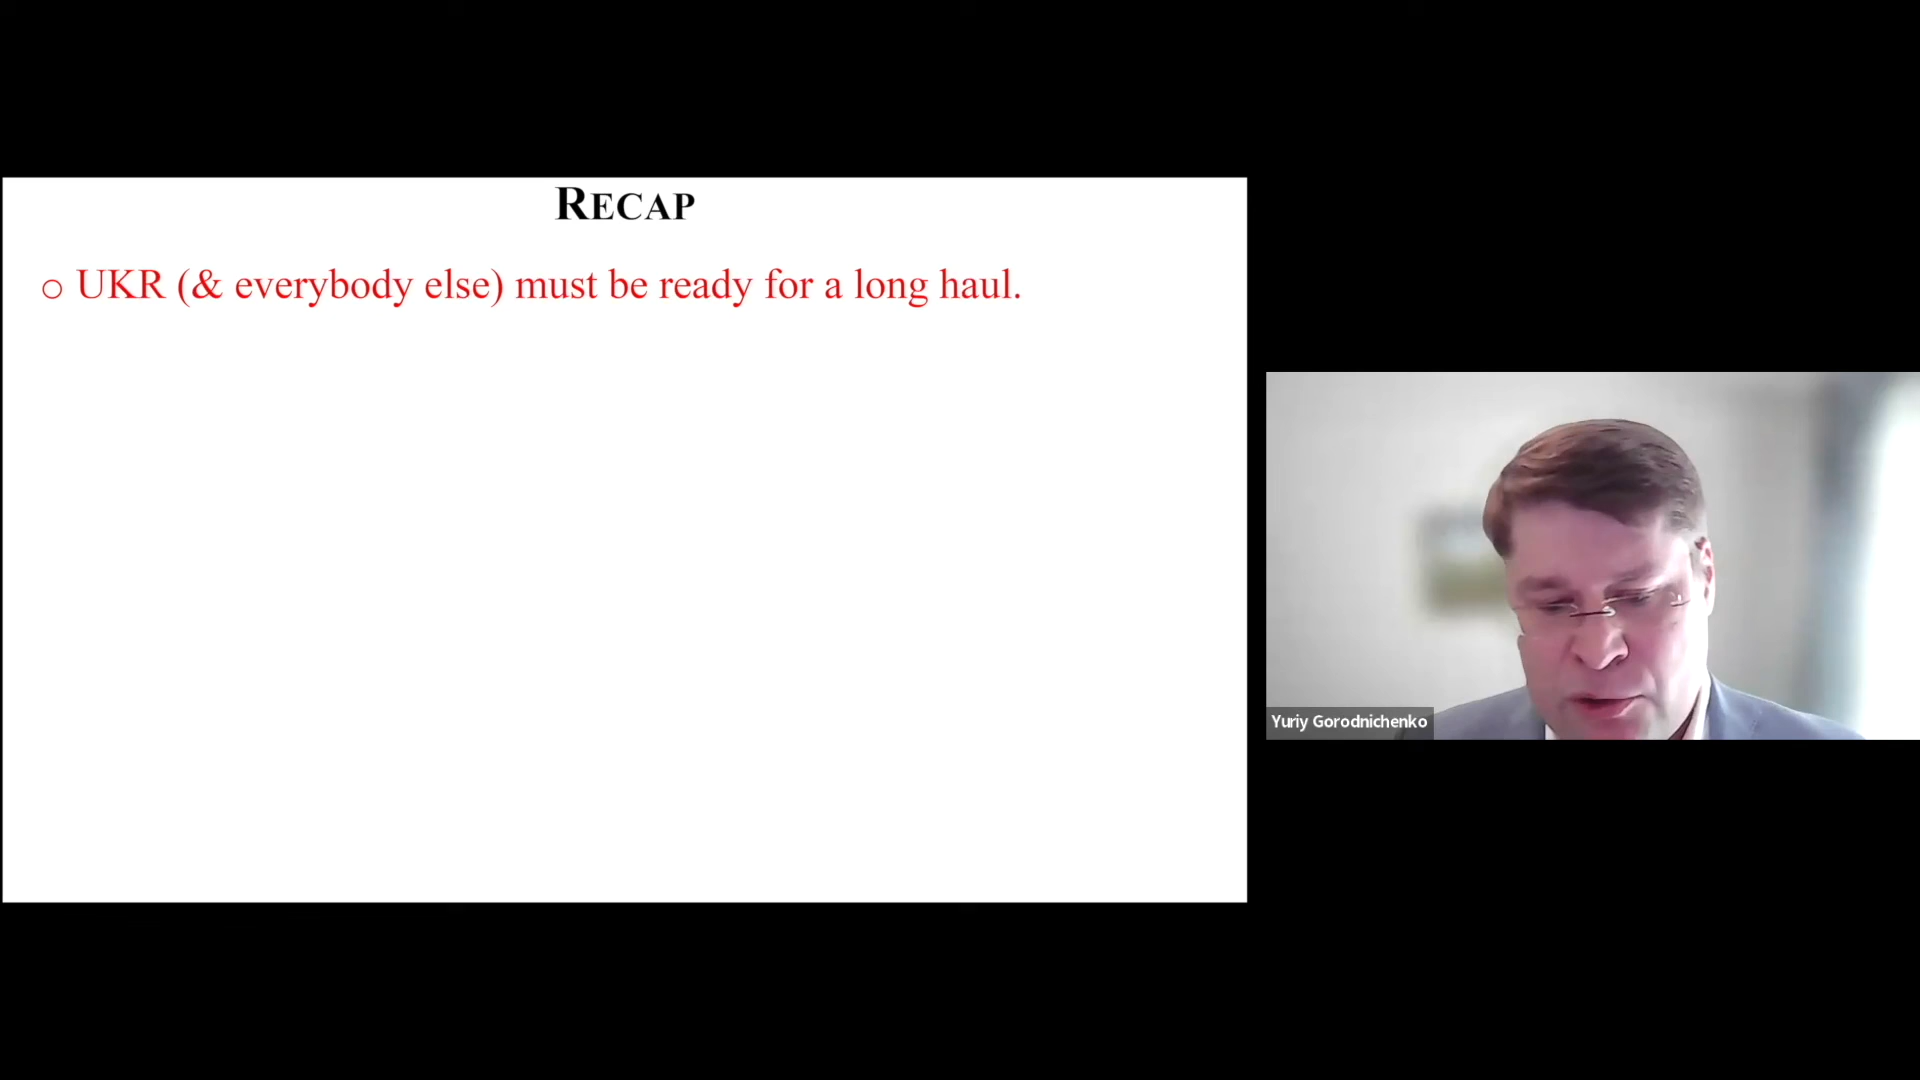 RECAP
o UKR (& everybody else) must be ready for a long haul.
Yuriy Gorodnichenko